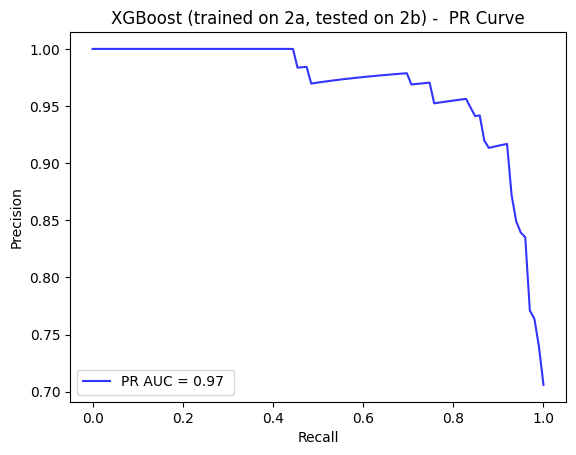 XGBoost (trained on 2a, tested on 2b) -  PR Curve
Precision
1.00
0.95
0.90
0.85
0.80
0.75
0.70
PR AUC = 0.97
0.0 0.2 0.4 0.6 0.8 1.0
Recall